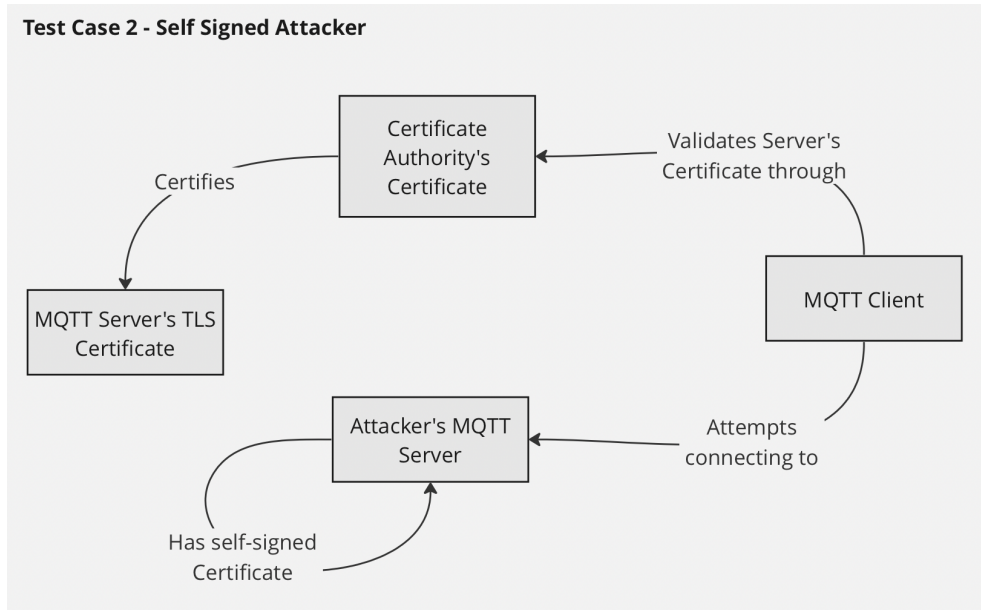 Test Case 2 - Self Signed Attacker
Certificate
Authority's
Certificate
Validates Server's
Certificate through
Certifies
MQTT Server's TLS
Certificate
MQTT Client
Attacker's MQTT
Server
Attempts
connecting to
Has self-signed
Certificate